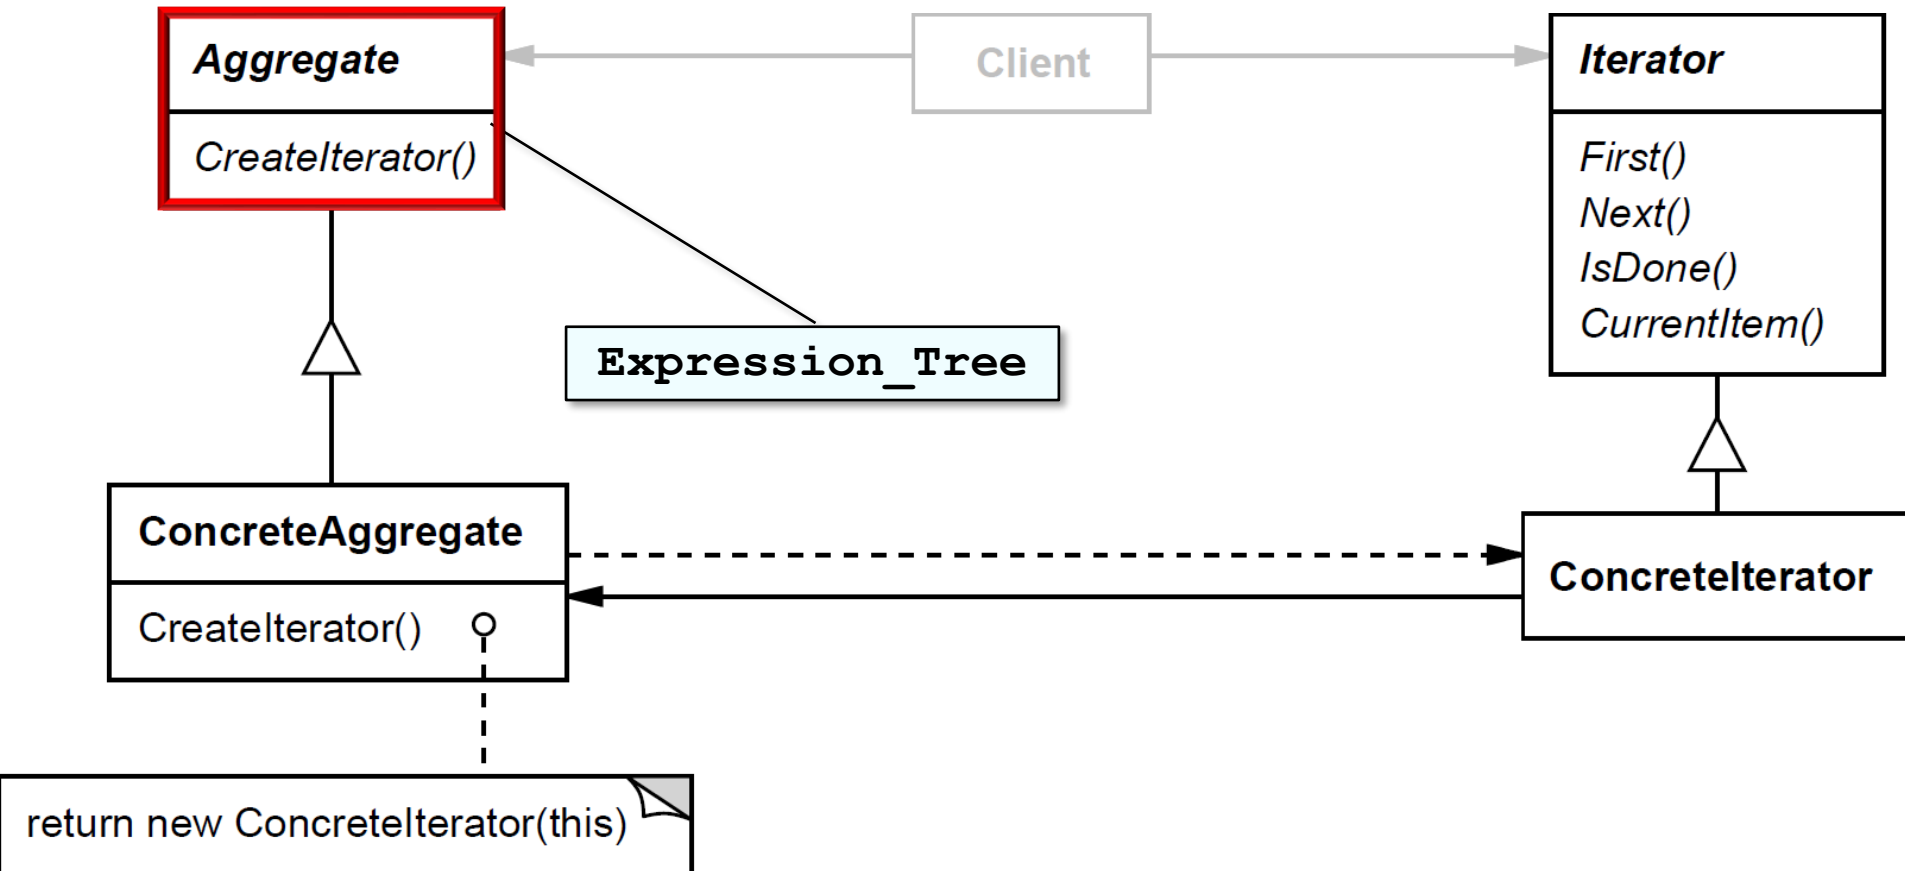 Aggregate
CreateIterator()
Client
Iterator
First()
Next()
IsDone()
CurrentItem()
Expression_Tree
ConcreteAggregate
CreateIterator()
ConcreteIterator
return new ConcreteIterator(this)